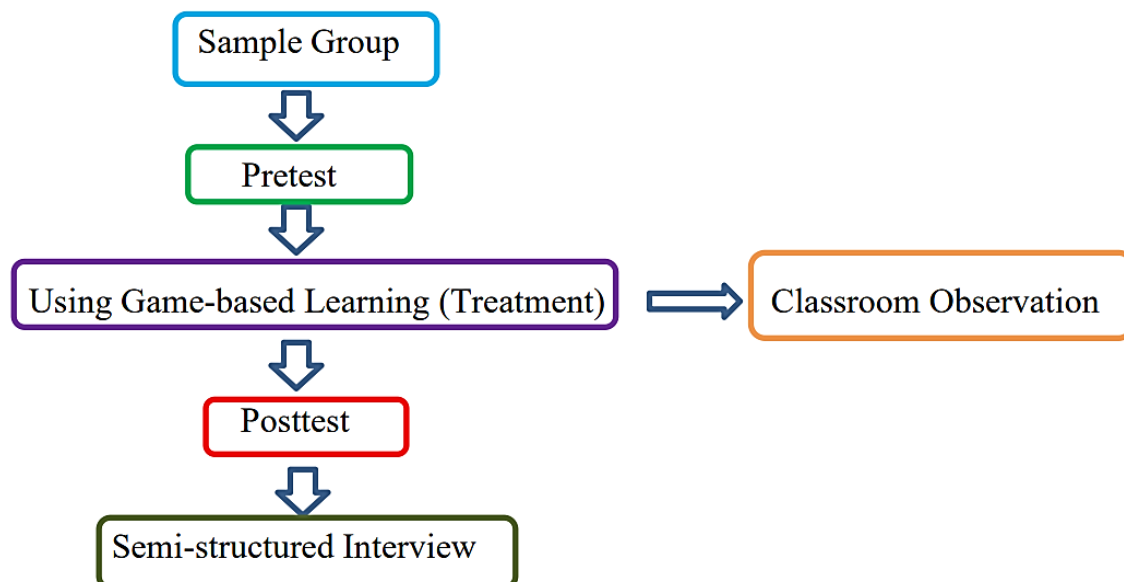 Sample Group
Pretest
Using Game-based Learning (Treatment)
Classroom Observation
Posttest
Semi-structured Interview